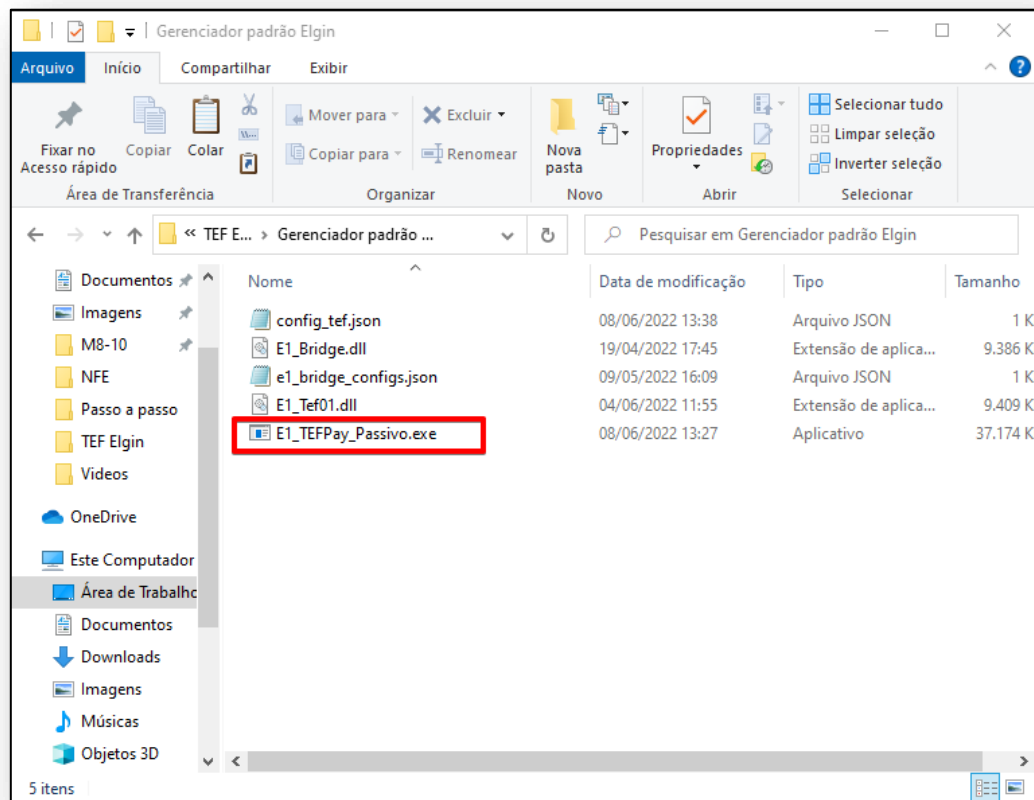 Gerenciador padrão Elgin
Arquivo Início Compartilhar Exibir
Fixar no Acesso rápido
Copiar
Colar
Mover para
Copiar para
Excluir
Renomear
Nova pasta
Propriedades
Selecionar tudo
Limpar seleção
Inverter seleção
Área de Transferência Organizar Novo Abrir Selecionar
« TEF E... › Gerenciador padrão ...
Pesquisar em Gerenciador padrão Elgin
Documentos
Imagens
M8-10
NFE
Passo a passo
TEF Elgin
Videos
OneDrive
Este Computador
Área de Trabalho
Documentos
Downloads
Imagens
Músicas
Objetos 3D
Nome Data de modificação Tipo Tamanho
config_tef.json 08/06/2022 13:38 Arquivo JSON 1 K
E1_Bridge.dll 19/04/2022 17:45 Extensão de aplica... 9.386 K
e1_bridge_configs.json 09/05/2022 16:09 Arquivo JSON 1 K
E1_Tef01.dll 04/06/2022 11:55 Extensão de aplica... 9.409 K
E1_TEFPay_Passivo.exe 08/06/2022 13:27 Aplicativo 37.174 K
5 itens